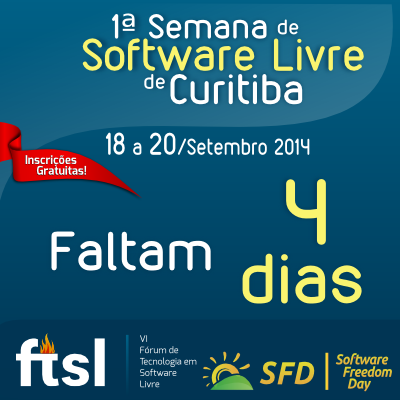 1ª Semana de
Software Livre
de Curitiba
18 a 20/Setembro 2014
Inscrições
Gratuitas!
Faltam
4
dias
ftsl
VI
Fórum de
Tecnologia em
Software
Livre
SFD
Software
Freedom
Day